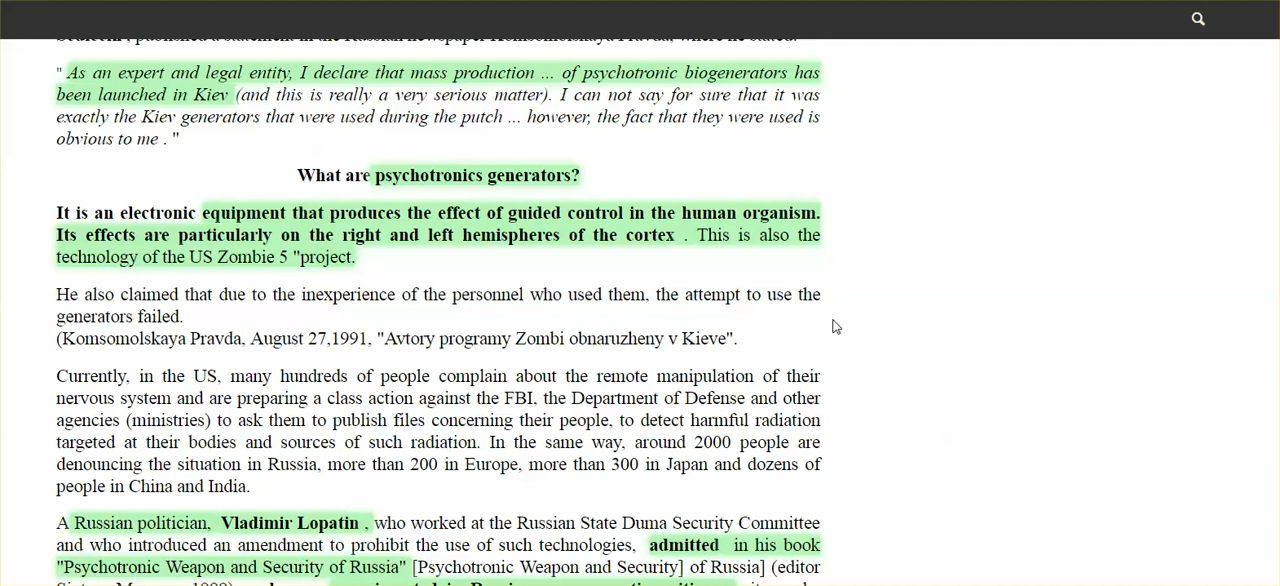 , published a statement in the Russian newspaper Komsomolskaya Pravda, where he stated:
" As an expert and legal entity, I declare that mass production ... of psychotronic biogenerators has
been launched in Kiev (and this is really a very serious matter). I can not say for sure that it was
exactly the Kiev generators that were used during the putch ... however, the fact that they were used is
obvious to me . "
What are psychotronics generators?
It is an electronic equipment that produces the effect of guided control in the human organism.
Its effects are particularly on the right and left hemispheres of the cortex . This is also the
technology of the US Zombie 5 "project.
He also claimed that due to the inexperience of the personnel who used them, the attempt to use the
generators failed.
(Komsomolskaya Pravda, August 27,1991, "Avtory programy Zombi obnaruzheny v Kieve".
Currently, in the US, many hundreds of people complain about the remote manipulation of their
nervous system and are preparing a class action against the FBI, the Department of Defense and other
agencies (ministries) to ask them to publish files concerning their people, to detect harmful radiation
targeted at their bodies and sources of such radiation. In the same way, around 2000 people are
denouncing the situation in Russia, more than 200 in Europe, more than 300 in Japan and dozens of
people in China and India.
A Russian politician, Vladimir Lopatin , who worked at the Russian State Duma Security Committee
and who introduced an amendment to prohibit the use of such technologies, admitted in his book
"Psychotronic Weapon and Security of Russia" [Psychotronic Weapon and Security] of Russia] (editor